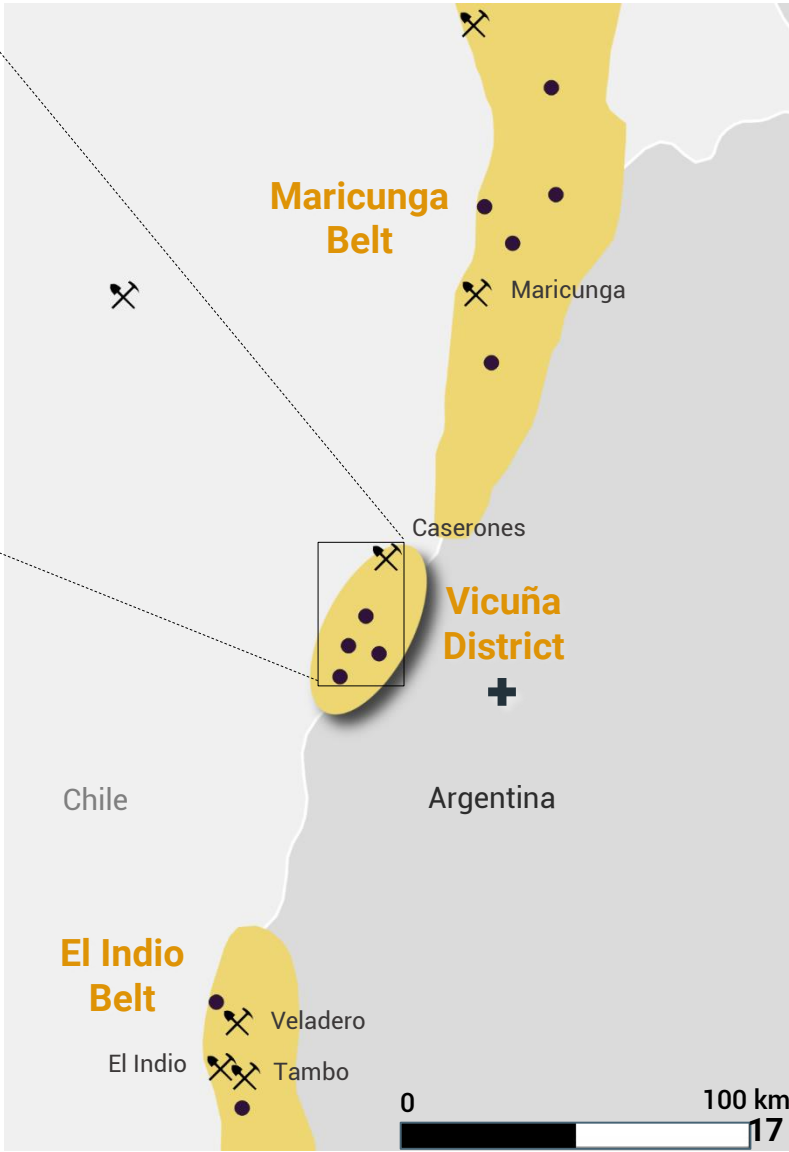 Maricunga
Belt
Maricunga
Caserones
Vicuña
District
Chile
Argentina
El Indio
Belt
Veladero
El Indio
Tambo
0
100 km
17